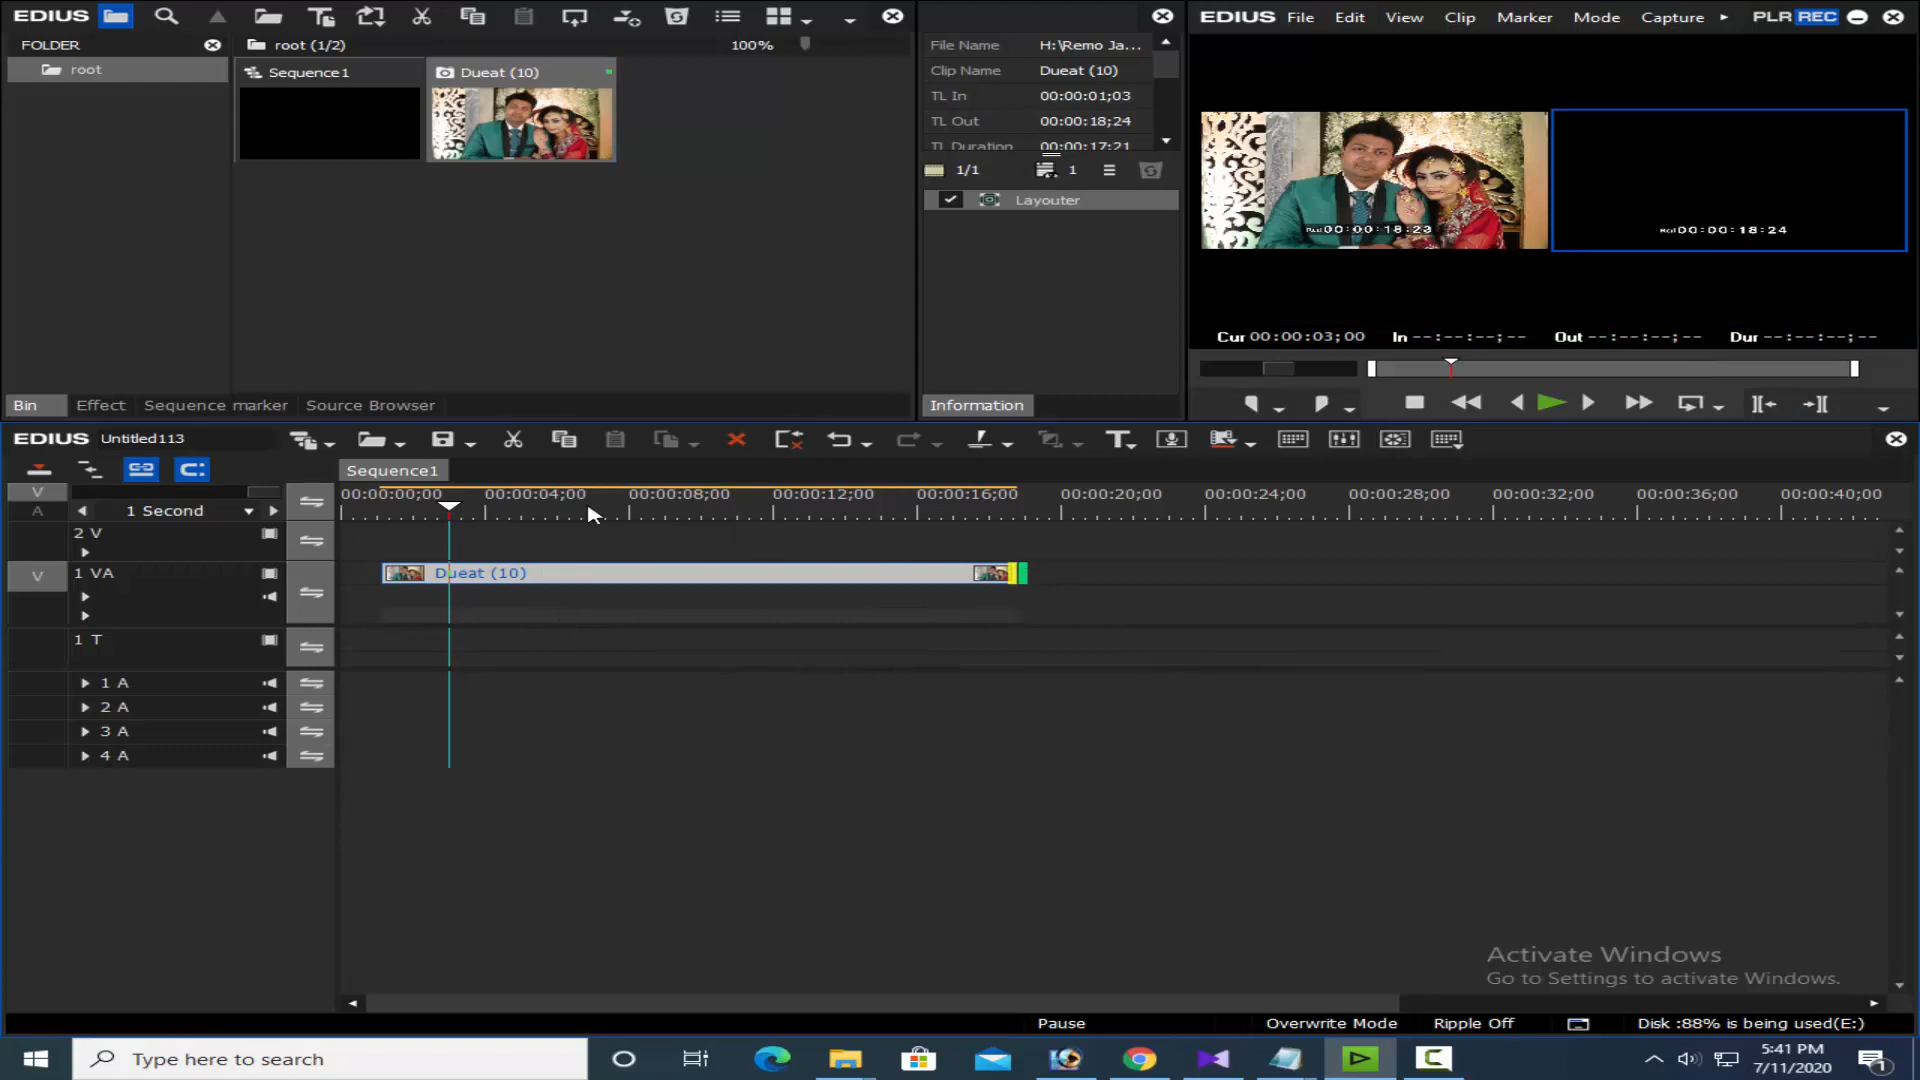 EDIUS
FOLDER
root
root (1/2)
100%
Sequence1
Dueat (10)
Bin
Effect
Sequence marker
Source Browser
File Name H:\Remo Ja...
Clip Name Dueat (10)
TL In 00:00:01;03
TL Out 00:00:18;24
TL Duration 00:00:17;21
1/1
1
Layouter
Information
EDIUS File Edit View Clip Marker Mode Capture PLR REC
00:00:18;23
00:00:18;24
Cur 00:00:03;00 In --:--:--;-- Out --:--:--;-- Dur --:--:--;--
EDIUS Untitled113
Sequence1
V
A
1 Second
00:00:00;00 00:00:04;00 00:00:08;00 00:00:12;00 00:00:16;00 00:00:20;00 00:00:24;00 00:00:28;00 00:00:32;00 00:00:36;00 00:00:40;00
2 V
V
1 VA
Dueat (10)
1 T
1 A
2 A
3 A
4 A
Activate Windows
Go to Settings to activate Windows.
Pause
Overwrite Mode
Ripple Off
Disk :88% is being used(E:)
Type here to search
5:41 PM
7/11/2020
1